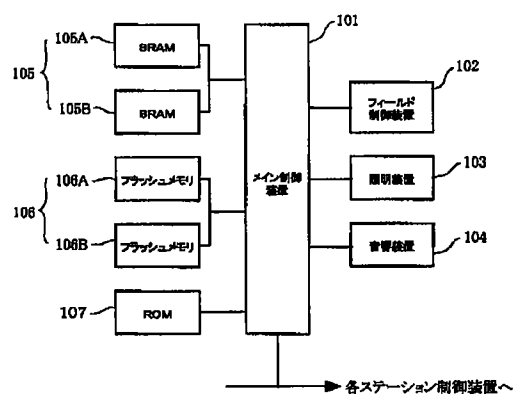 101
105A
SRAM
105
105B
SRAM
106A
フラッシュメモリ
106
106B
フラッシュメモリ
107
ROM
メイン制御
装置
102
フィールド
制御装置
103
照明装置
104
音響装置
各ステーション制御装置へ